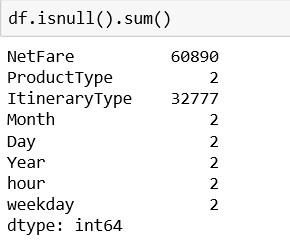 df.isnull().sum()
NetFare 60890
ProductType 2
ItineraryType 32777
Month 2
Day 2
Year 2
hour 2
weekday 2
dtype: int64